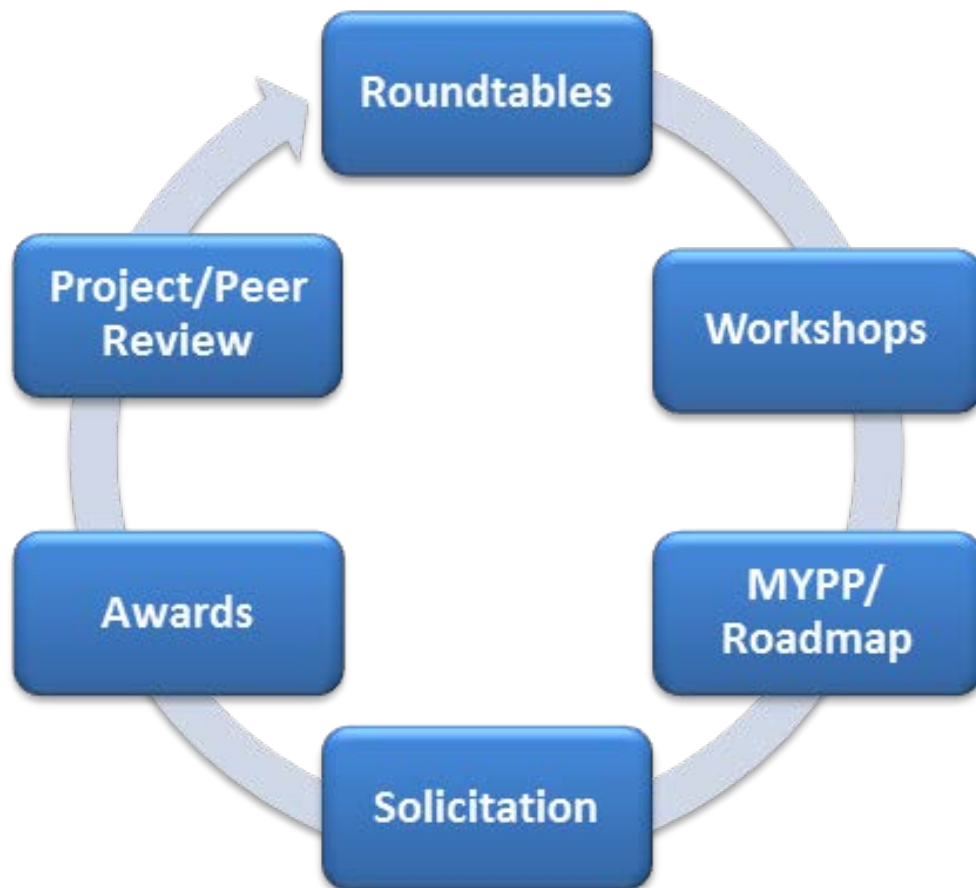 Roundtables
Workshops
MYPP/
Roadmap
Solicitation
Awards
Project/Peer
Review